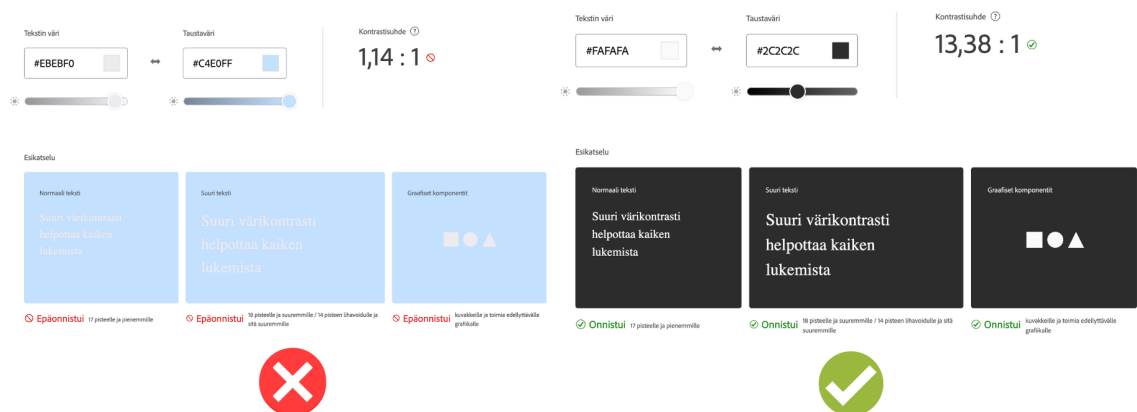 Tekstin väri
Taustaväri
Kontrastisuhde ?
#EBEBF0
#C4E0FF
1,14 : 1
Esikatselu
Normaali teksti
Suuri värikontrasti
helpottaa kaiken
lukemista
Suuri teksti
Suuri värikontrasti
helpottaa kaiken
lukemista
Graafiset komponentit
Epäonnistui 17 pisteelle ja pienemmille
Epäonnistui 18 pisteelle ja suuremmille / 14 pisteen lihavoidulle ja
sitä suuremmille
Epäonnistui kuvakkeille ja toimia edellyttävälle
grafiikalle
Tekstin väri
Taustaväri
Kontrastisuhde ?
#FAFAFA
#2C2C2C
13,38 : 1
Esikatselu
Normaali teksti
Suuri värikontrasti
helpottaa kaiken
lukemista
Suuri teksti
Suuri värikontrasti
helpottaa kaiken
lukemista
Graafiset komponentit
Onnistui 17 pisteelle ja pienemmille
Onnistui 18 pisteelle ja suuremmille / 14 pisteen lihavoidulle ja sitä
suuremmille
Onnistui kuvakkeille ja toimia edellyttävälle
grafiikalle